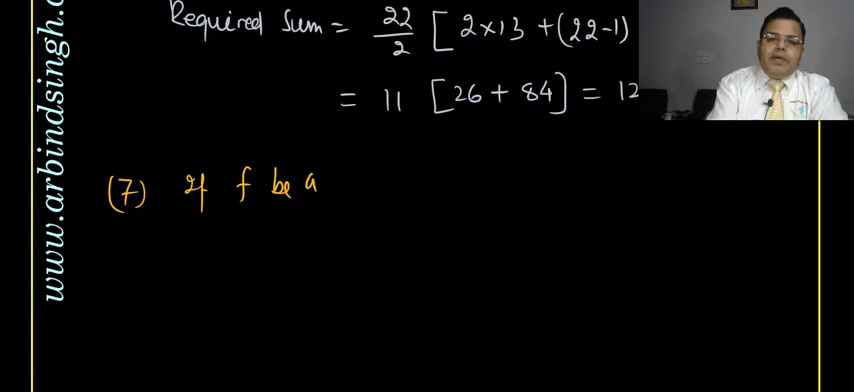 Required Sum = 22/2 [ 2×13 + (22-1)
= 11 [26 + 84] = 12
(7) If f be a
www.arbindsingh.c